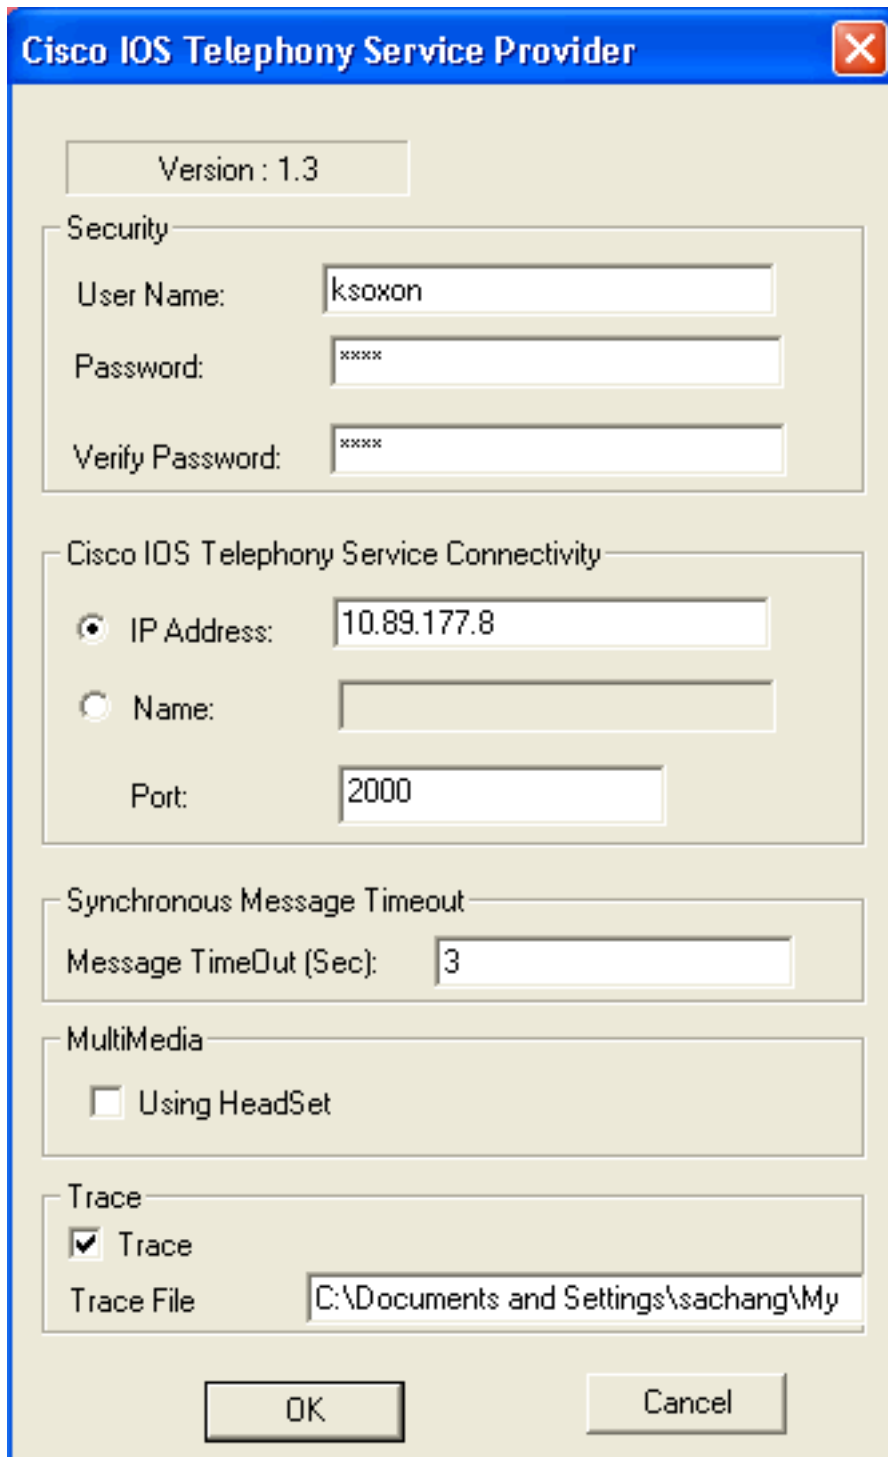 Cisco IOS Telephony Service Provider
Version : 1.3
Security
User Name: ksoxon
Password: ****
Verify Password: ****
Cisco IOS Telephony Service Connectivity
IP Address: 10.89.177.8
Name:
Port: 2000
Synchronous Message Timeout
Message TimeOut (Sec): 3
MultiMedia
Using HeadSet
Trace
Trace
Trace File C:\Documents and Settings\sachang\My
OK Cancel